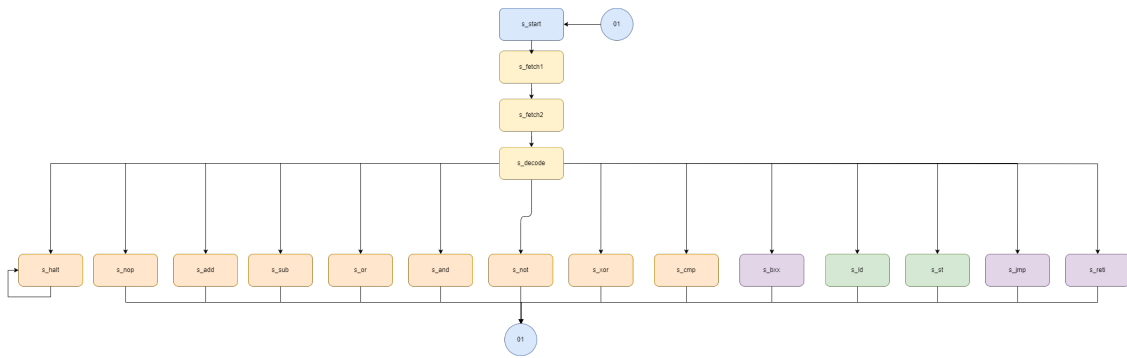 s_start
01
s_fetch1
s_fetch2
s_decode
s_halt
s_nop
s_add
s_sub
s_or
s_and
s_not
s_xor
s_cmp
s_bxx
s_ld
s_st
s_jmp
s_reti
01